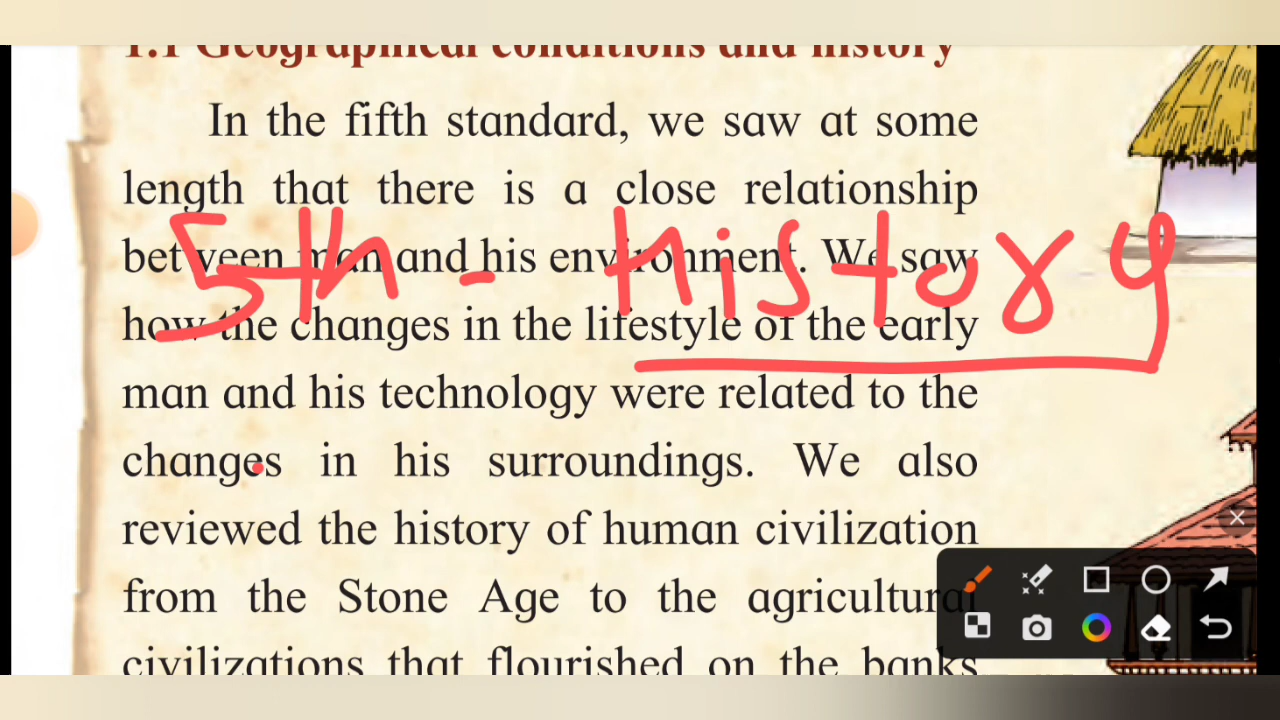 1.1 Geographical conditions and history
In the fifth standard, we saw at some
length that there is a close relationship
between man and his environment. We saw
5th - history
how the changes in the lifestyle of the early
man and his technology were related to the
changes in his surroundings. We also
reviewed the history of human civilization
from the Stone Age to the agricultural
civilizations that flourished on the banks